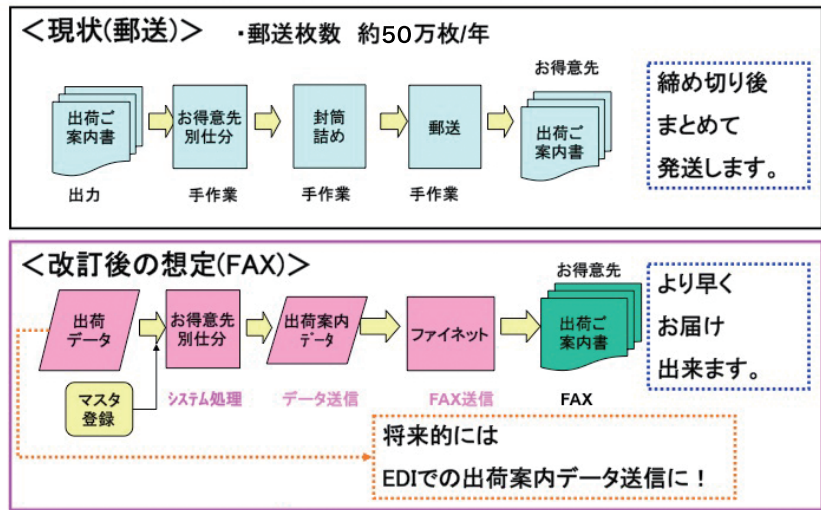 ＜現状(郵送)＞ ・郵送枚数 約50万枚/年
出荷ご
案内書
出力
お得意先
別仕分
手作業
封筒
詰め
手作業
郵送
手作業
お得意先
出荷ご
案内書
締め切り後
まとめて
発送します。
＜改訂後の想定(FAX)＞
出荷
データ
マスタ
登録
お得意先
別仕分
システム処理
出荷案内
データ
データ送信
ファイネット
FAX送信
お得意先
出荷ご
案内書
FAX
より早く
お届け
出来ます。
将来的には
EDIでの出荷案内データ送信に！